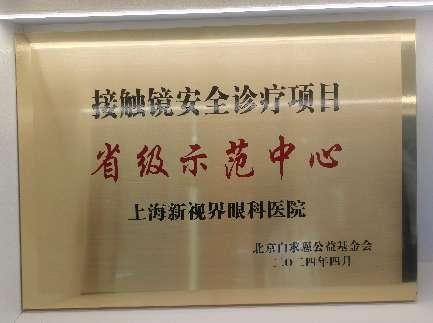 接触镜安全诊疗项目
省级示范中心
上海新视界眼科医院
北京白求恩公益基金会
二〇二四年四月